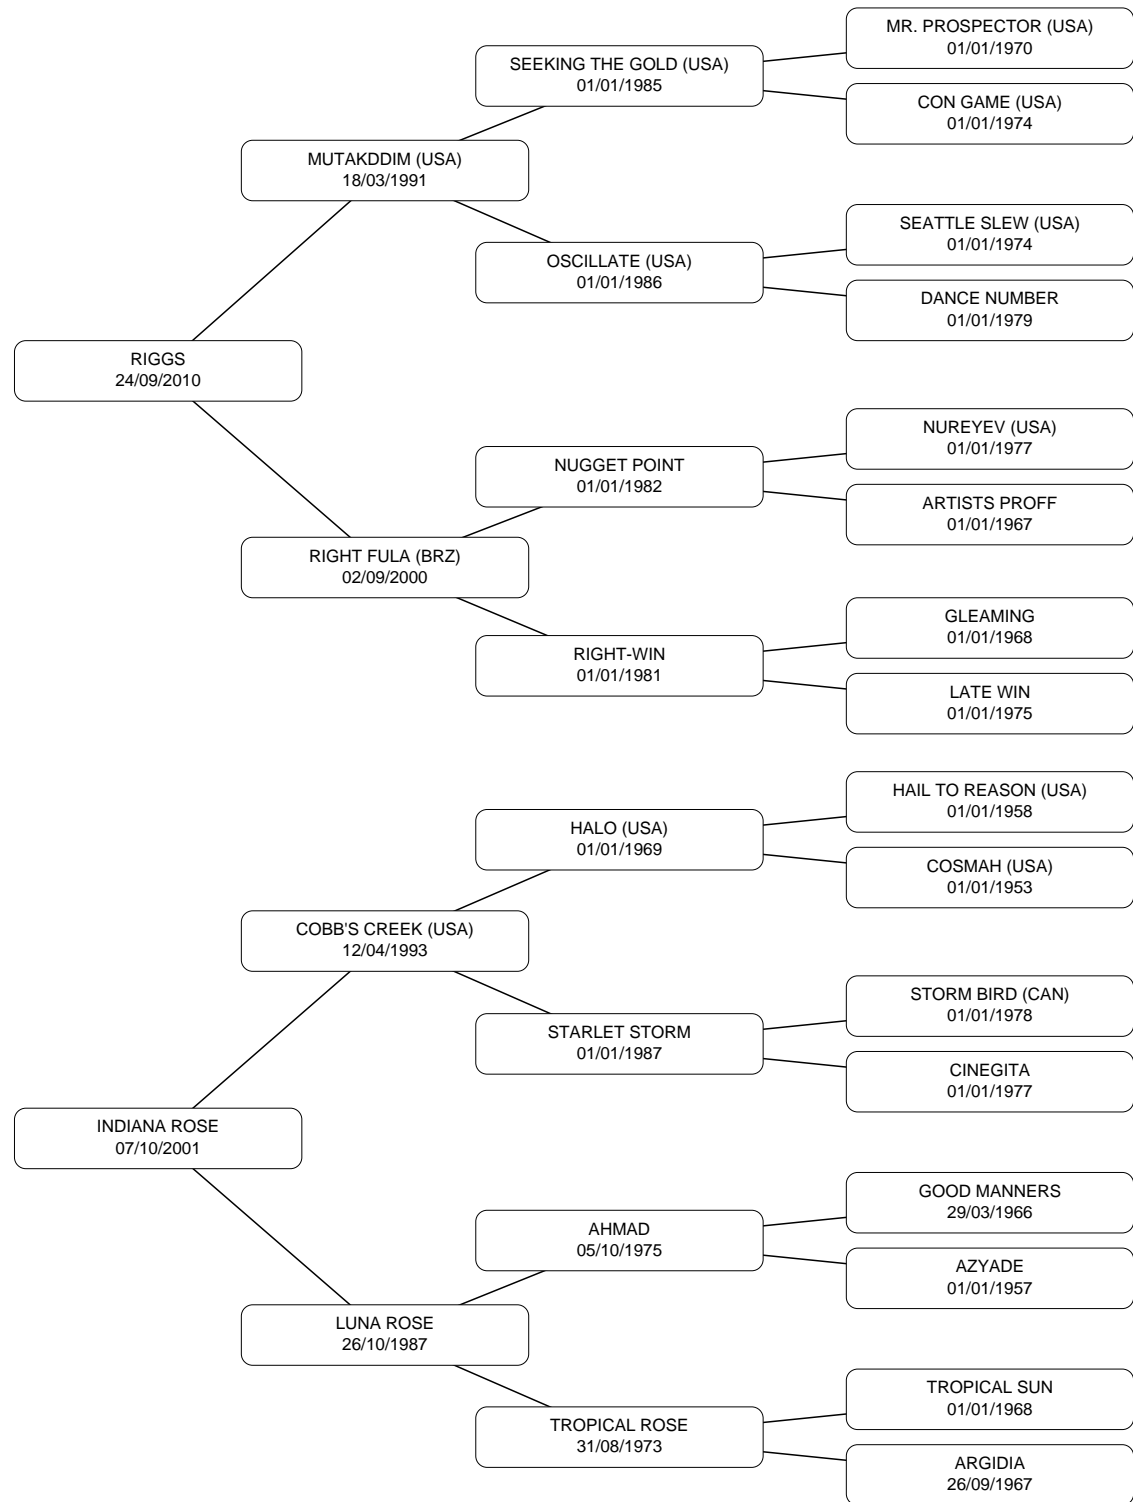 MR. PROSPECTOR (USA)
01/01/1970
SEEKING THE GOLD (USA)
01/01/1985
CON GAME (USA)
01/01/1974
MUTAKDDIM (USA)
18/03/1991
SEATTLE SLEW (USA)
01/01/1974
OSCILLATE (USA)
01/01/1986
DANCE NUMBER
01/01/1979
RIGGS
24/09/2010
NUREYEV (USA)
01/01/1977
NUGGET POINT
01/01/1982
ARTISTS PROFF
01/01/1967
RIGHT FULA (BRZ)
02/09/2000
GLEAMING
01/01/1968
RIGHT-WIN
01/01/1981
LATE WIN
01/01/1975
HAIL TO REASON (USA)
01/01/1958
HALO (USA)
01/01/1969
COSMAH (USA)
01/01/1953
COBB'S CREEK (USA)
12/04/1993
STORM BIRD (CAN)
01/01/1978
STARLET STORM
01/01/1987
CINEGITA
01/01/1977
INDIANA ROSE
07/10/2001
GOOD MANNERS
29/03/1966
AHMAD
05/10/1975
AZYADE
01/01/1957
LUNA ROSE
26/10/1987
TROPICAL SUN
01/01/1968
TROPICAL ROSE
31/08/1973
ARGIDIA
26/09/1967